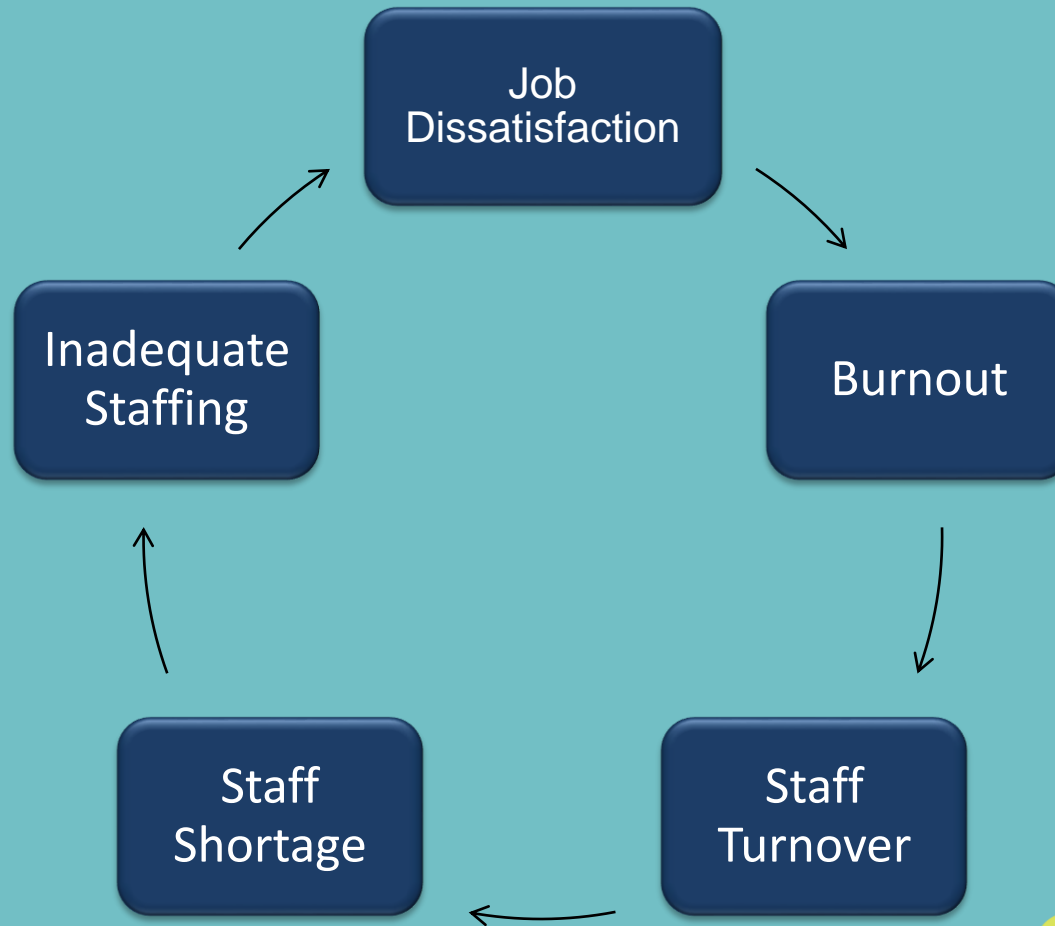 Job
Dissatisfaction
Burnout
Staff
Turnover
Staff
Shortage
Inadequate
Staffing